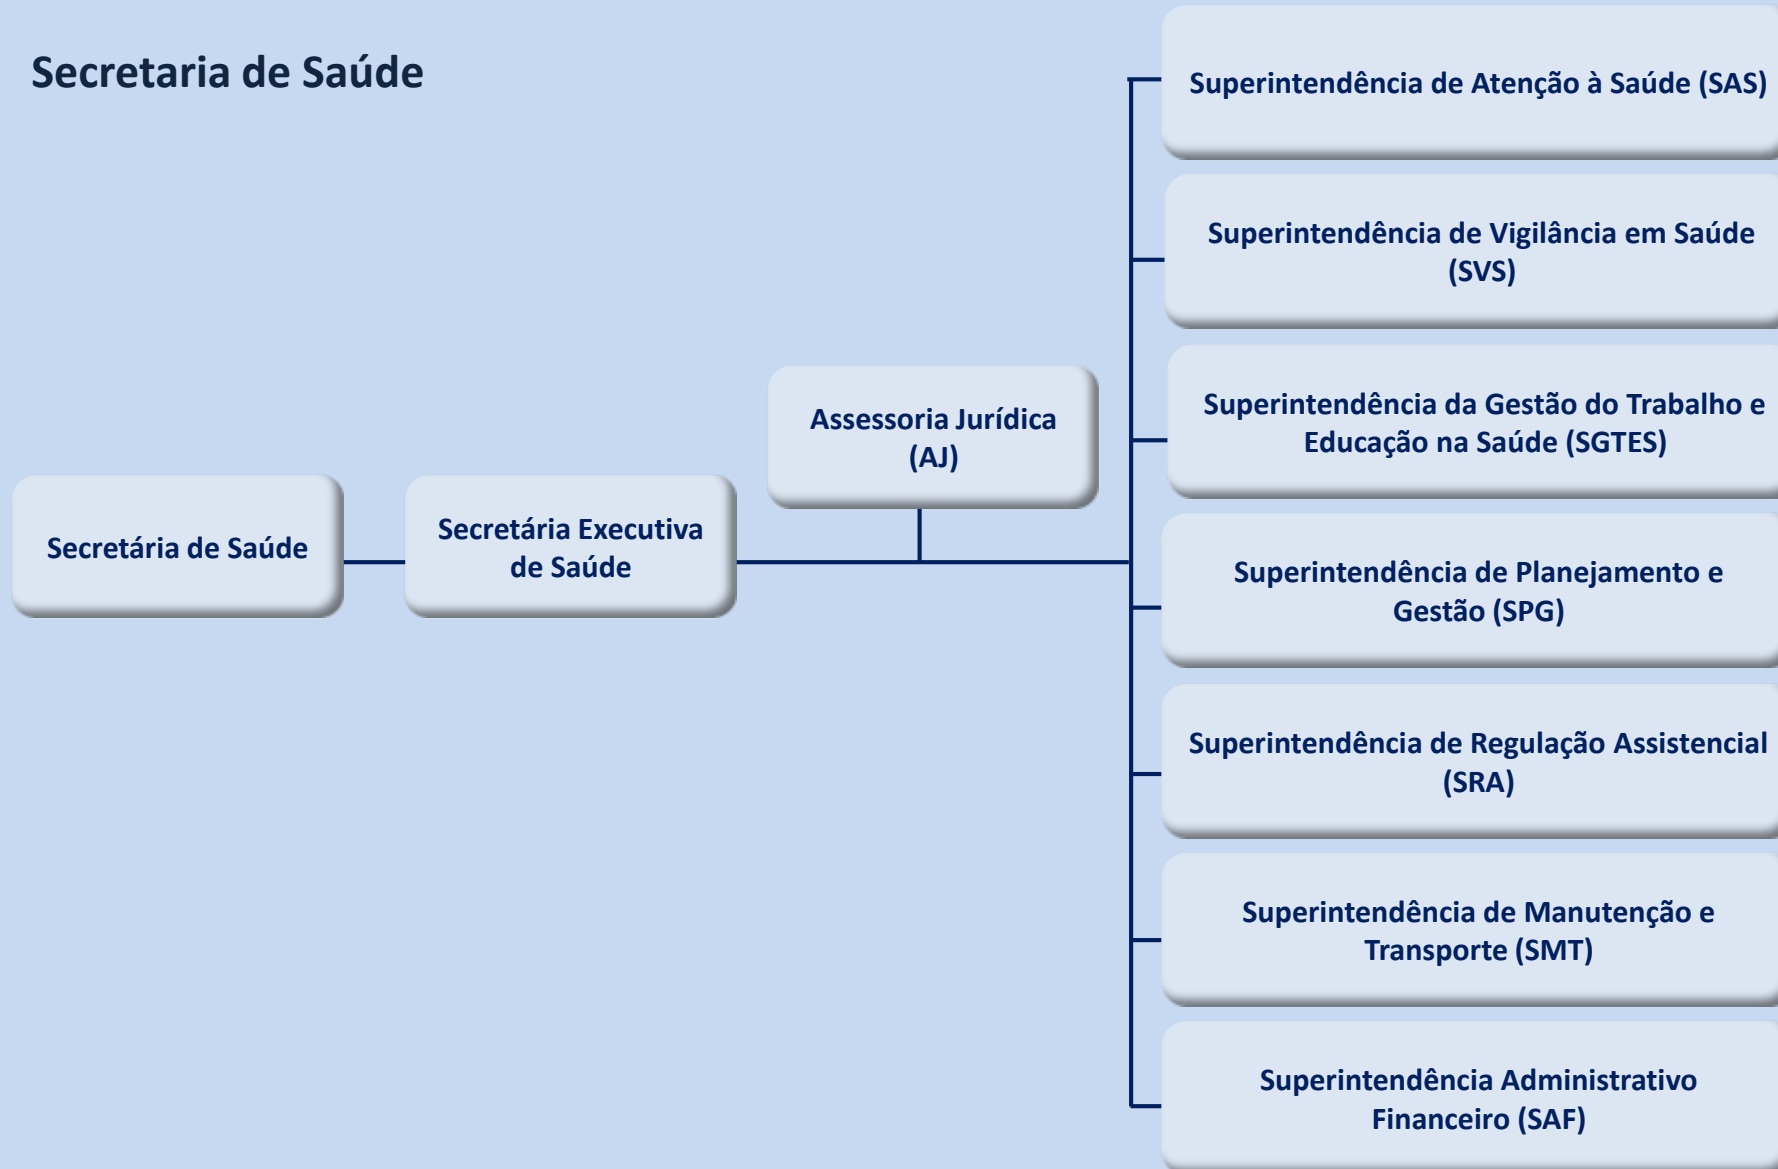 Secretaria de Saúde
Secretária de Saúde
Secretária Executiva
de Saúde
Assessoria Jurídica
(AJ)
Superintendência de Atenção à Saúde (SAS)
Superintendência de Vigilância em Saúde
(SVS)
Superintendência da Gestão do Trabalho e
Educação na Saúde (SGTES)
Superintendência de Planejamento e
Gestão (SPG)
Superintendência de Regulação Assistencial
(SRA)
Superintendência de Manutenção e
Transporte (SMT)
Superintendência Administrativo
Financeiro (SAF)